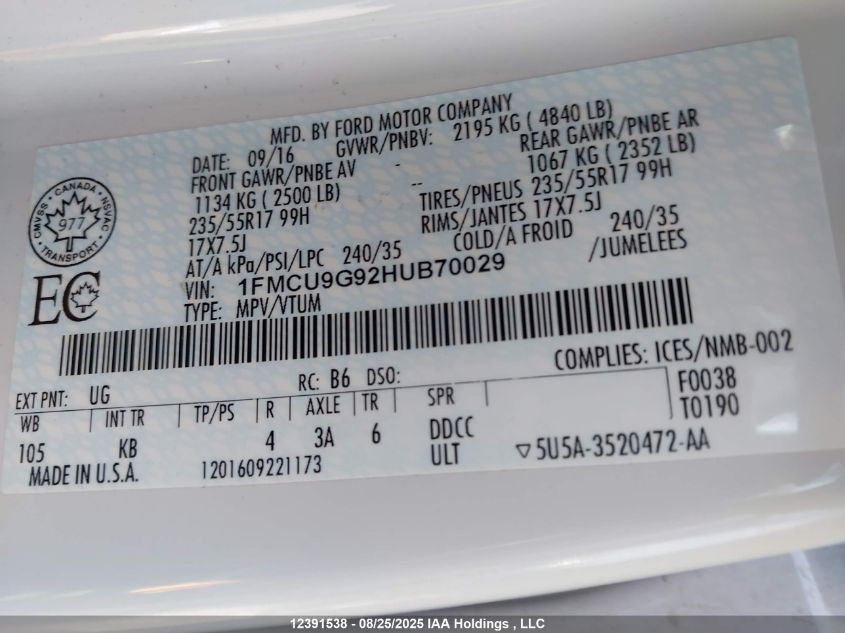 MFD. BY FORD MOTOR COMPANY
DATE: 09/16 GVWR/PNBV: 2195 KG ( 4840 LB)
FRONT GAWR/PNBE AV - REAR GAWR/PNBE AR
1134 KG ( 2500 LB) -- 1067 KG ( 2352 LB)
235/55R17 99H TIRES/PNEUS 235/55R17 99H
17X7.5J RIMS/JANTES 17X7.5J
AT/A kPa/PSI/LPC 240/35 COLD/A FROID 240/35
VIN: 1FMCU9G92HUB70029 /JUMELEES
TYPE: MPV/VTUM
CANADA
CMVSS NSVAC
977
TRANSPORT
EC
COMPLIES: ICES/NMB-002
EXT PNT: UG RC: B6 DSO: F0038
WB INT TR TP/PS R AXLE TR SPR T0190
105 KB 4 3A 6 DDCC
MADE IN U.S.A. 1201609221173 ULT ▽5U5A-3520472-AA
12391538 - 08/25/2025 IAA Holdings , LLC